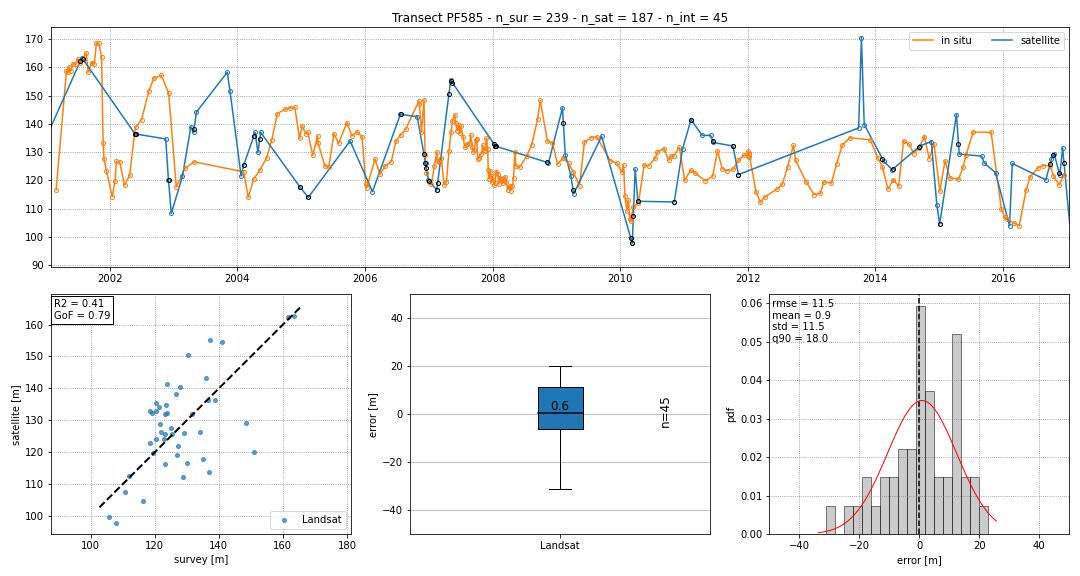 Transect PF585 - n_sur = 239 - n_sat = 187 - n_int = 45
in situ
satellite
170
160
150
140
130
120
110
100
90
2002
2004
2006
2008
2010
2012
2014
2016
R2 = 0.41
GoF = 0.79
satellite [m]
160
150
140
130
120
110
100
100
120
140
160
180
survey [m]
Landsat
error [m]
40
20
0
−20
−40
0.6
n=45
Landsat
rmse = 11.5
mean = 0.9
std = 11.5
q90 = 18.0
pdf
0.06
0.05
0.04
0.03
0.02
0.01
0.00
−40
−20
0
20
40
error [m]